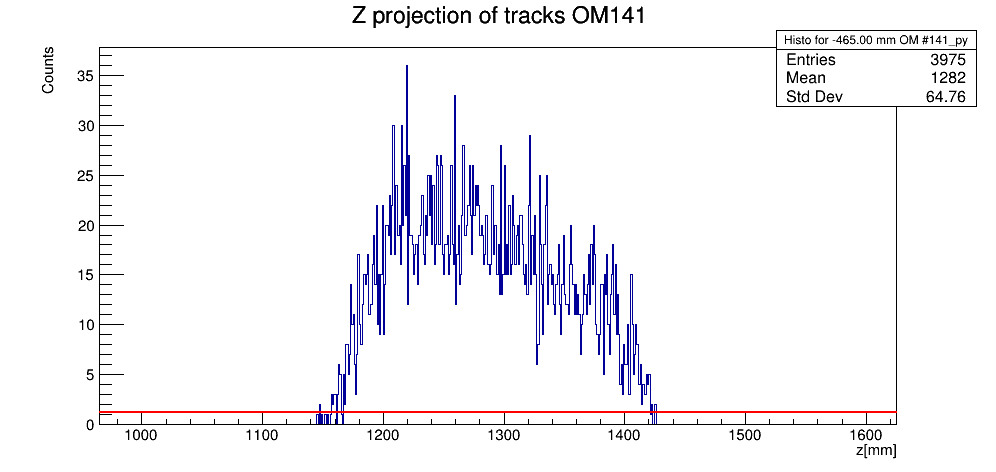 Z projection of tracks OM141
Histo for -465.00 mm OM #141_py
Entries 3975
Mean 1282
Std Dev 64.76
Counts
35
30
25
20
15
10
5
0
1000 1100 1200 1300 1400 1500 1600
z[mm]